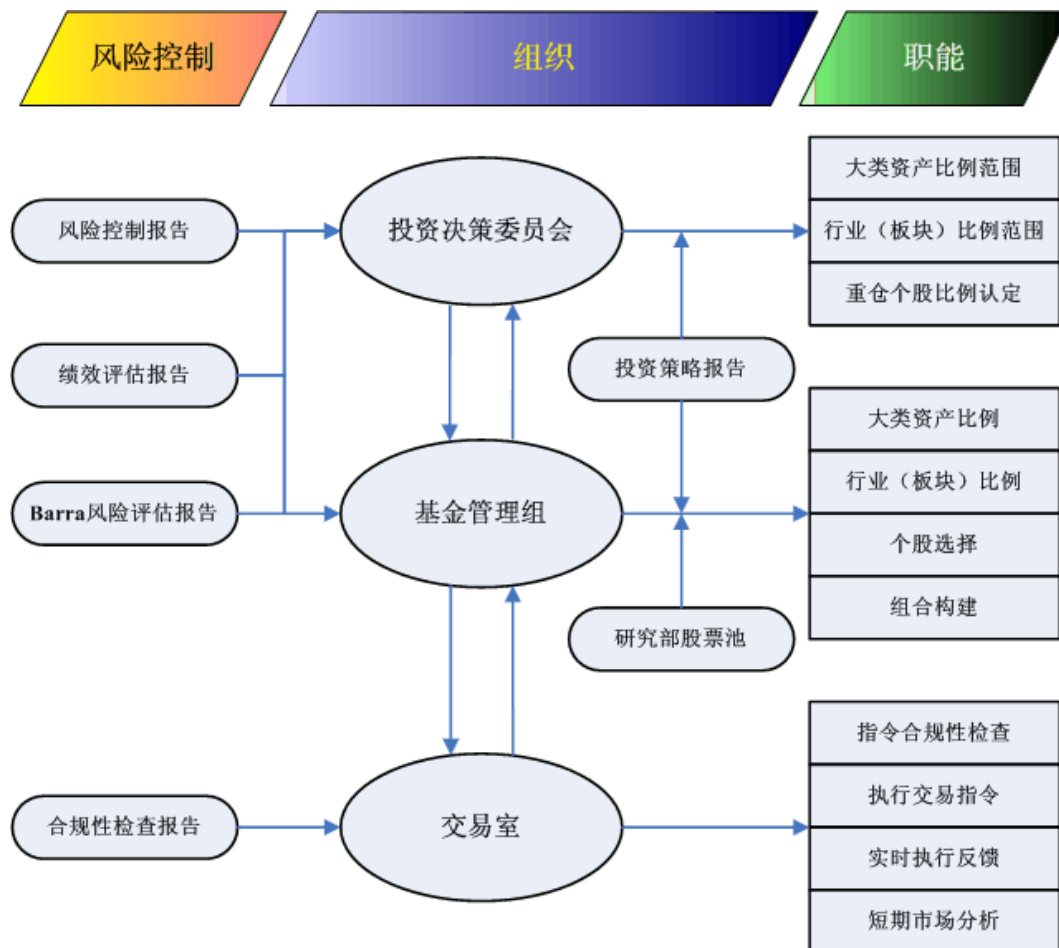 风险控制
组织
职能
大类资产比例范围
风险控制报告
投资决策委员会
行业（板块）比例范围
重仓个股比例认定
绩效评估报告
投资策略报告
大类资产比例
行业（板块）比例
Barra风险评估报告
基金管理组
个股选择
组合构建
研究部股票池
指令合规性检查
执行交易指令
合规性检查报告
交易室
实时执行反馈
短期市场分析